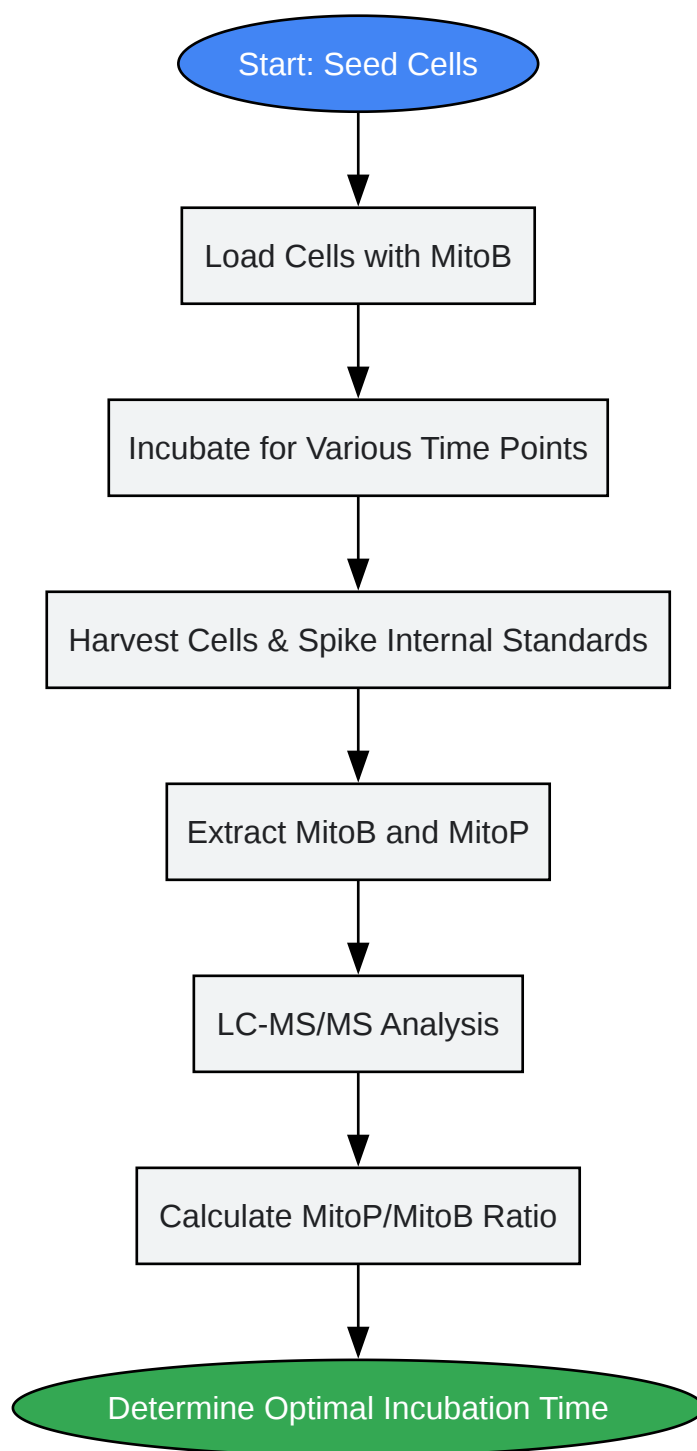 Start: Seed Cells
Load Cells with MitoB
Incubate for Various Time Points
Harvest Cells & Spike Internal Standards
Extract MitoB and MitoP
LC-MS/MS Analysis
Calculate MitoP/MitoB Ratio
Determine Optimal Incubation Time